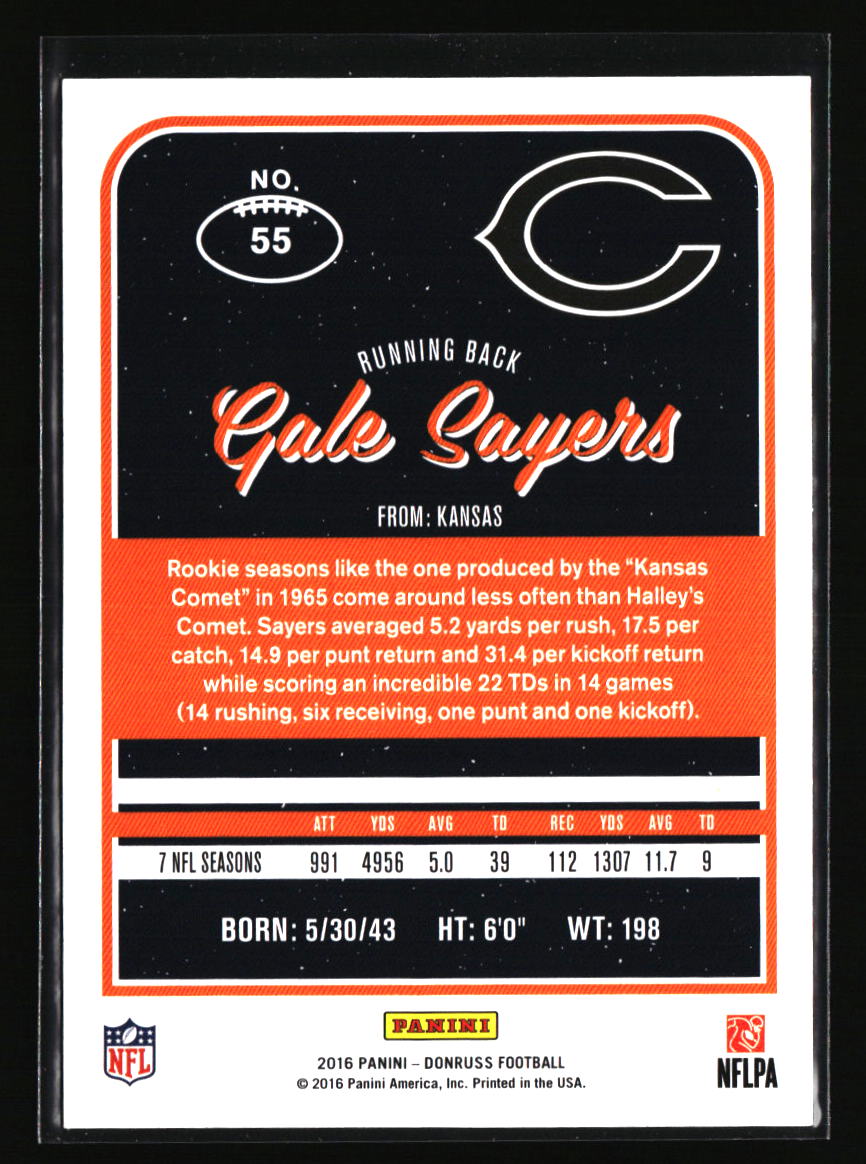 NO.
55
RUNNING BACK
Gale Sayers
FROM: KANSAS
Rookie seasons like the one produced by the “Kansas
Comet” in 1965 come around less often than Halley’s
Comet. Sayers averaged 5.2 yards per rush, 17.5 per
catch, 14.9 per punt return and 31.4 per kickoff return
while scoring an incredible 22 TDs in 14 games
(14 rushing, six receiving, one punt and one kickoff).
ATT YDS AVG TD REC YDS AVG TD
7 NFL SEASONS 991 4956 5.0 39 112 1307 11.7 9
BORN: 5/30/43 HT: 6'0" WT: 198
PANINI
NFL
2016 PANINI – DONRUSS FOOTBALL
© 2016 Panini America, Inc. Printed in the USA.
NFLPA